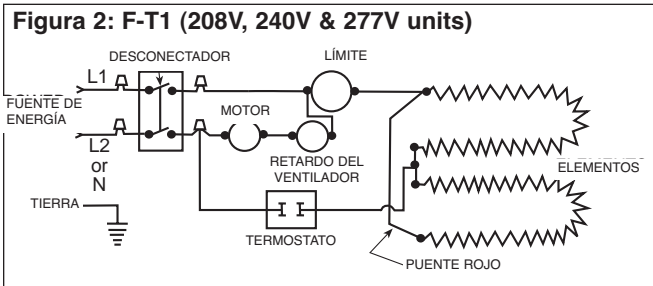 Figura 2: F-T1 (208V, 240V & 277V units)
DESCONECTADOR
LÍMITE
L1
FUENTE DE
ENERGÍA
MOTOR
L2
or
N
RETARDO DEL
VENTILADOR
ELEMENTOS
TIERRA
TERMOSTATO
PUENTE ROJO